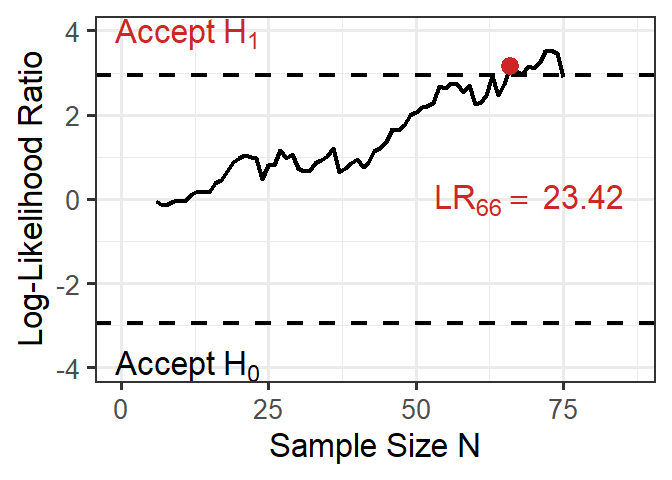 Accept H₁
4
2
0
-2
-4
LR₆₆ = 23.42
Accept H₀
0
25
50
75
Sample Size N
Log-Likelihood Ratio